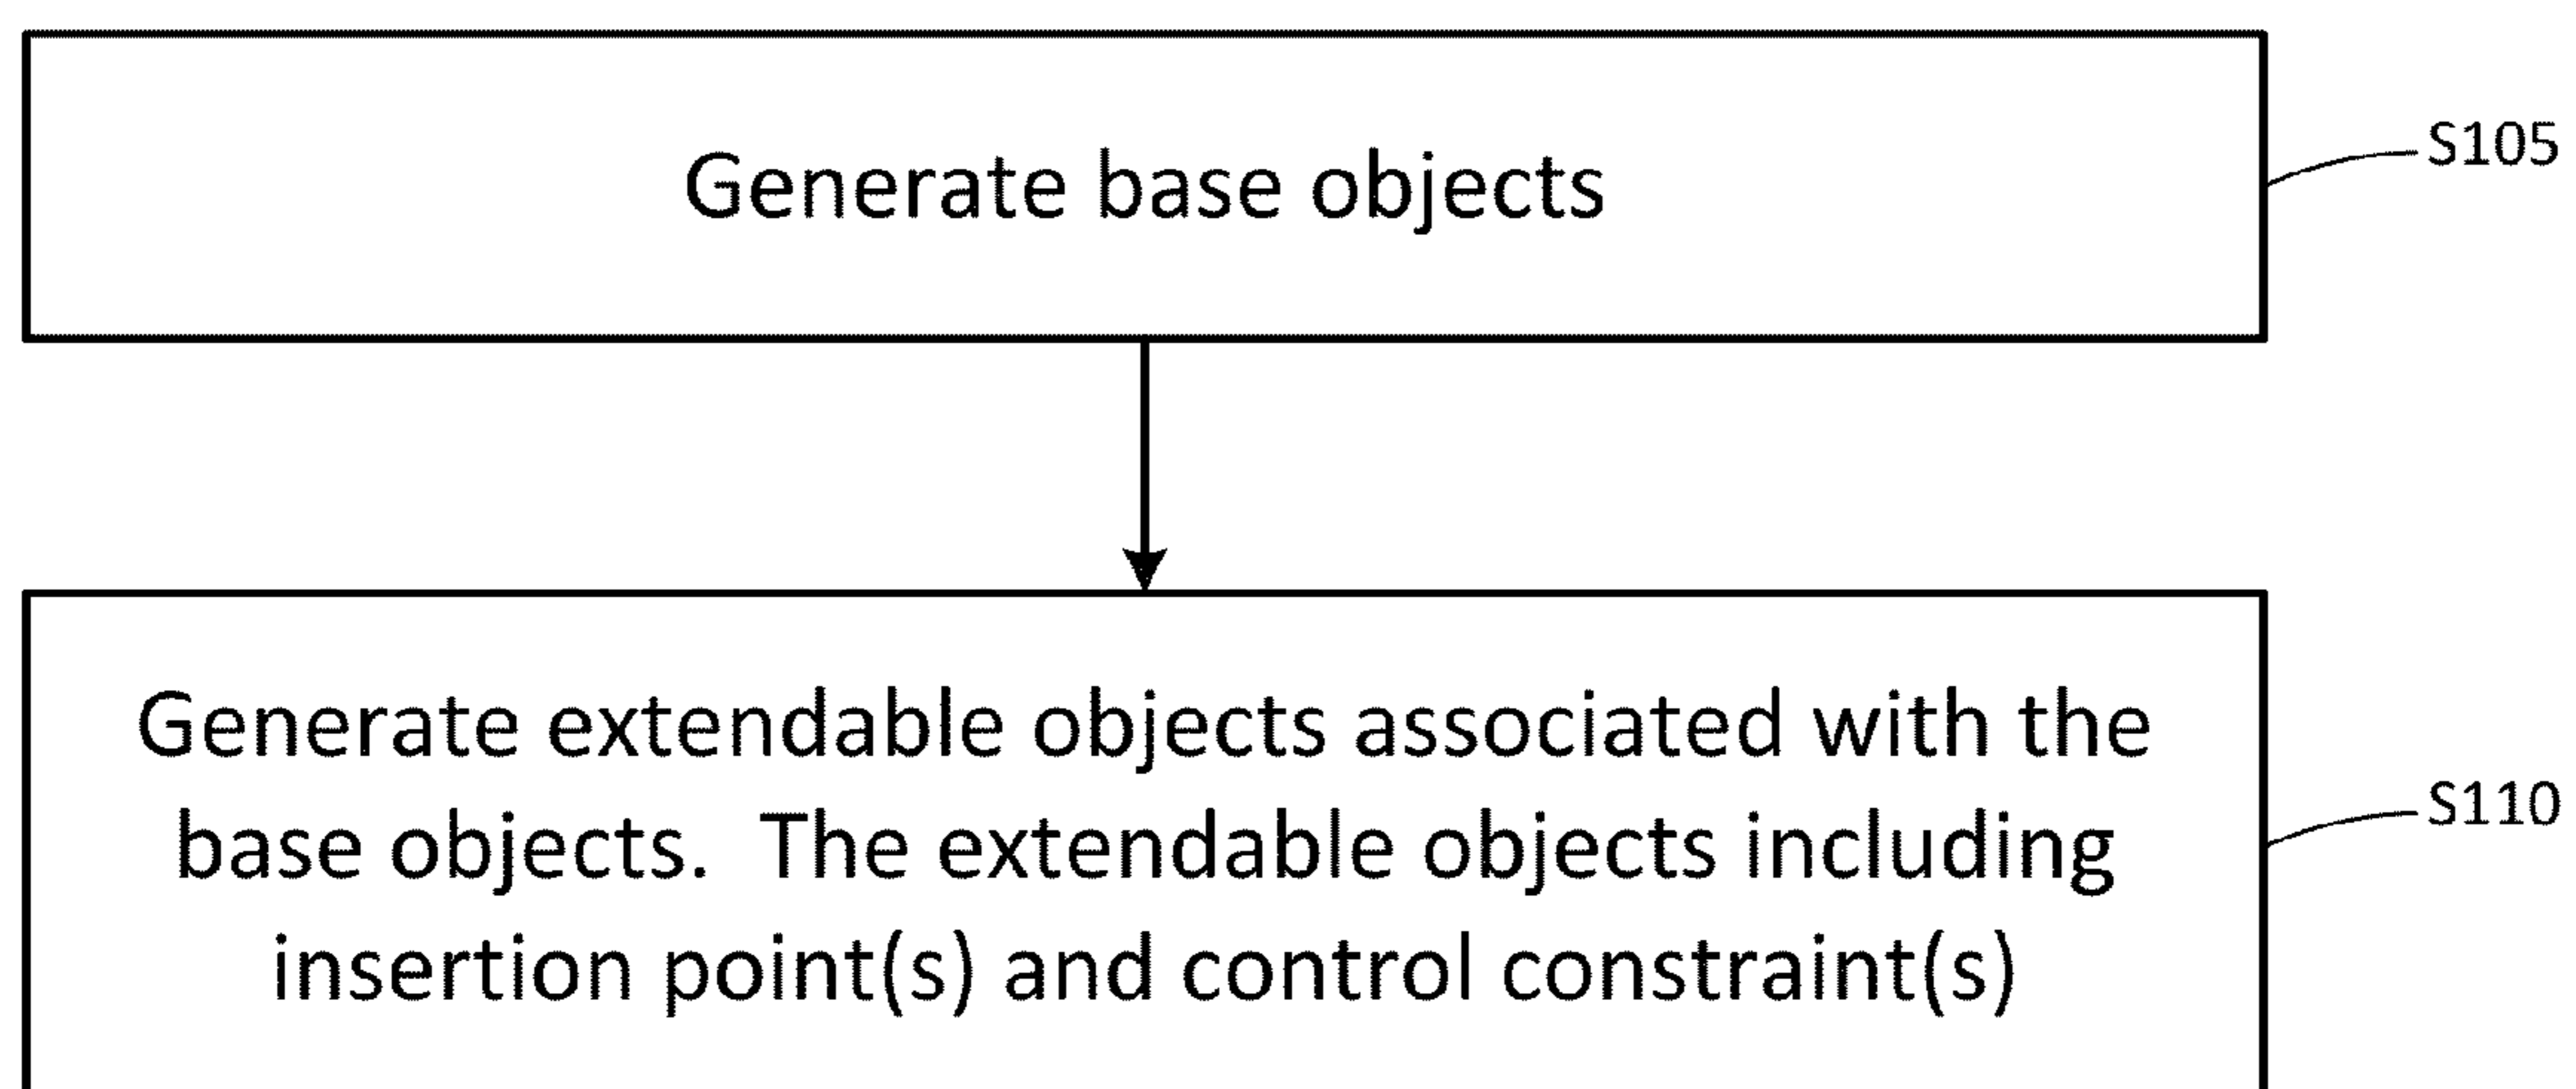 Generate base objects
S105
Generate extendable objects associated with the
base objects.  The extendable objects including
insertion point(s) and control constraint(s)
S110